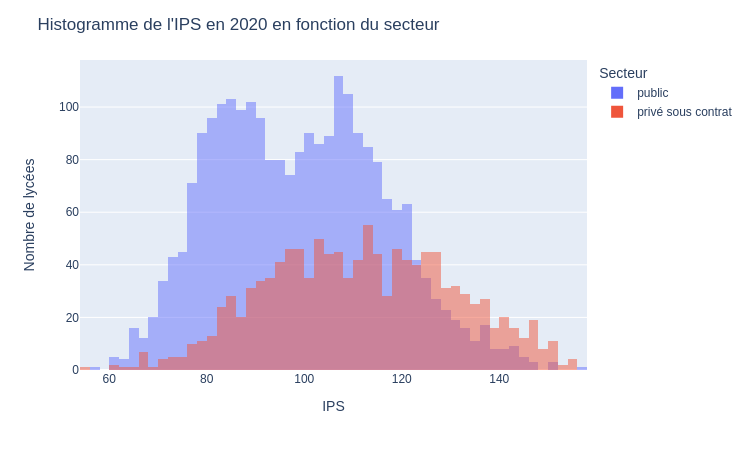 Histogramme de l'IPS en 2020 en fonction du secteur
Secteur
public
privé sous contrat
Nombre de lycées
100
80
60
40
20
0
60
80
100
120
140
IPS